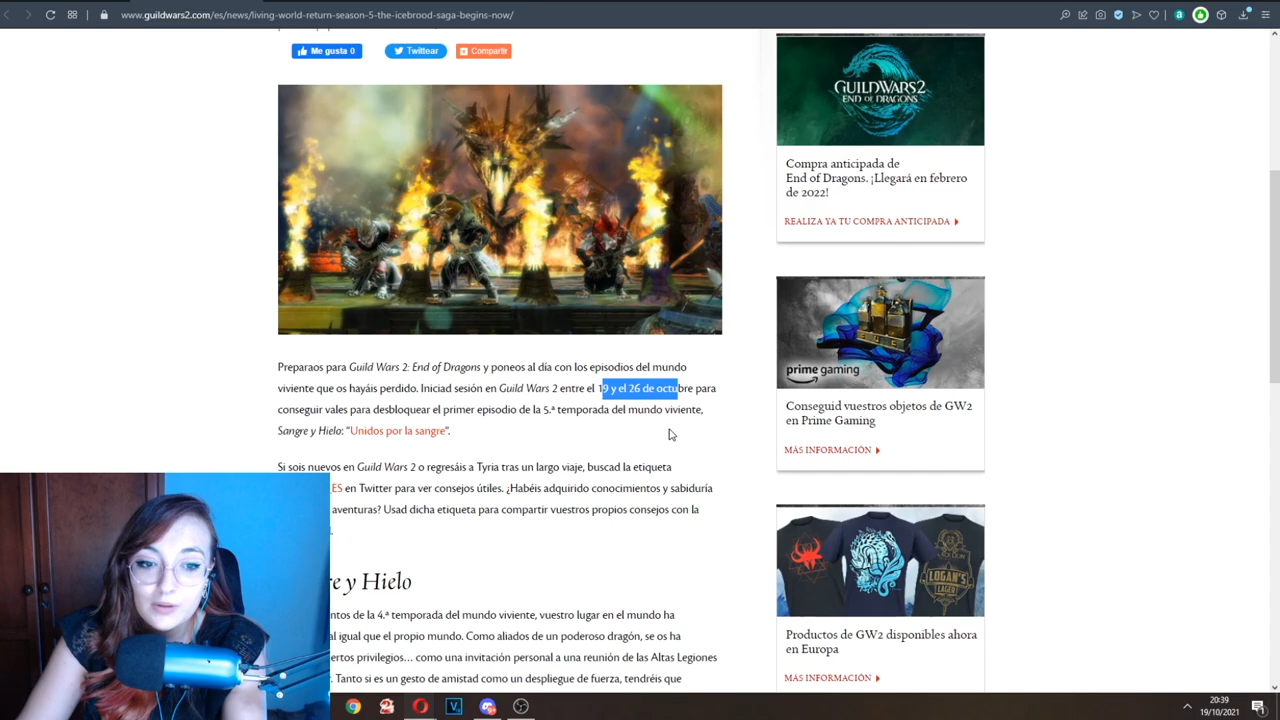 www.guildwars2.com/es/news/living-world-return-season-5-the-icebrood-saga-begins-now/
Me gusta 0
Twittear
Compartir
Preparaos para Guild Wars 2: End of Dragons y poneos al día con los episodios del mundo
viviente que os hayáis perdido. Iniciad sesión en Guild Wars 2 entre el 19 y el 26 de octubre para
conseguir vales para desbloquear el primer episodio de la 5.ª temporada del mundo viviente,
Sangre y Hielo: "Unidos por la sangre".
Si sois nuevos en Guild Wars 2 o regresáis a Tyria tras un largo viaje, buscad la etiqueta
ES en Twitter para ver consejos útiles. ¿Habéis adquirido conocimientos y sabiduría
aventuras? Usad dicha etiqueta para compartir vuestros propios consejos con la
y Hielo
de la 4.ª temporada del mundo viviente, vuestro lugar en el mundo ha
al igual que el propio mundo. Como aliados de un poderoso dragón, se os ha
privilegios... como una invitación personal a una reunión de las Altas Legiones
Tanto si es un gesto de amistad como un despliegue de fuerza, tendréis que
GUILDWARS2
END OF DRAGONS
Compra anticipada de
End of Dragons. ¡Llegará en febrero
de 2022!
REALIZA YA TU COMPRA ANTICIPADA
prime gaming
Conseguid vuestros objetos de GW2
en Prime Gaming
MÁS INFORMACIÓN
LOGAN'S
LAGER
Productos de GW2 disponibles ahora
en Europa
MÁS INFORMACIÓN
20:39
19/10/2021